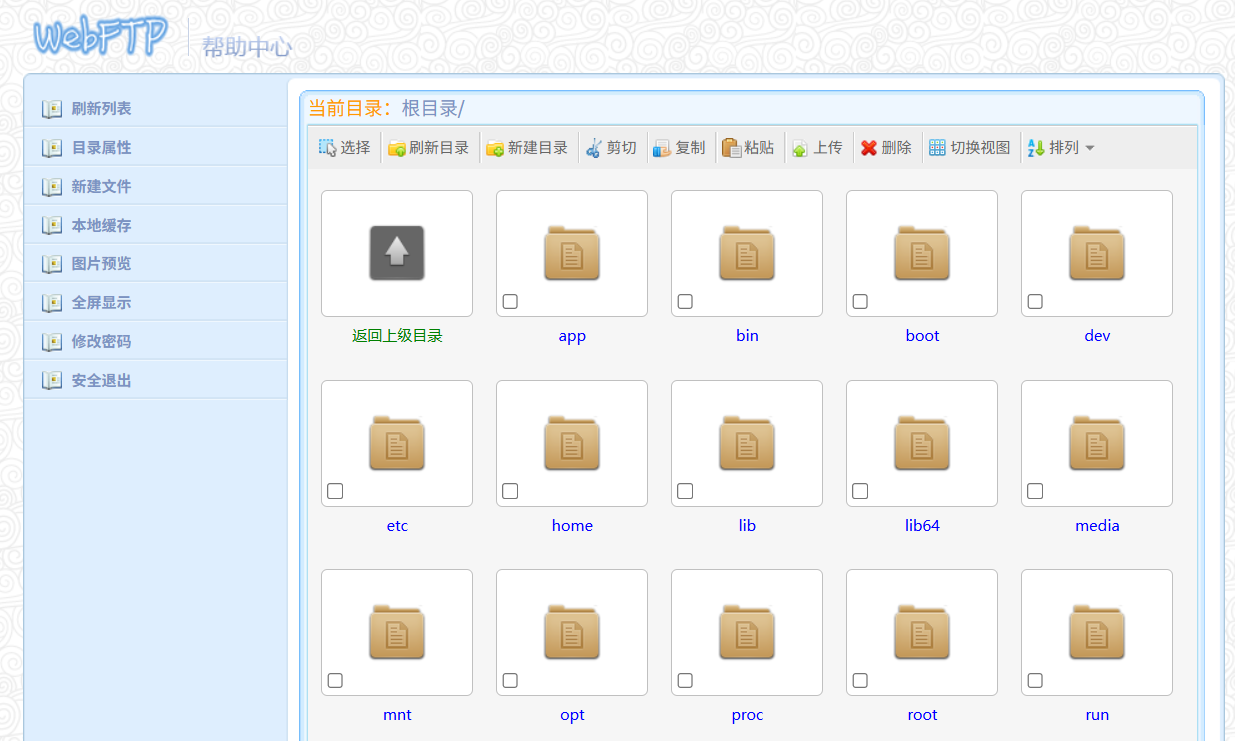 WebFTP 帮助中心
刷新列表
目录属性
新建文件
本地缓存
图片预览
全屏显示
修改密码
安全退出
当前目录：根目录/
选择 刷新目录 新建目录 剪切 复制 粘贴 上传 删除 切换视图 排列
返回上级目录 app bin boot dev
etc home lib lib64 media
mnt opt proc root run